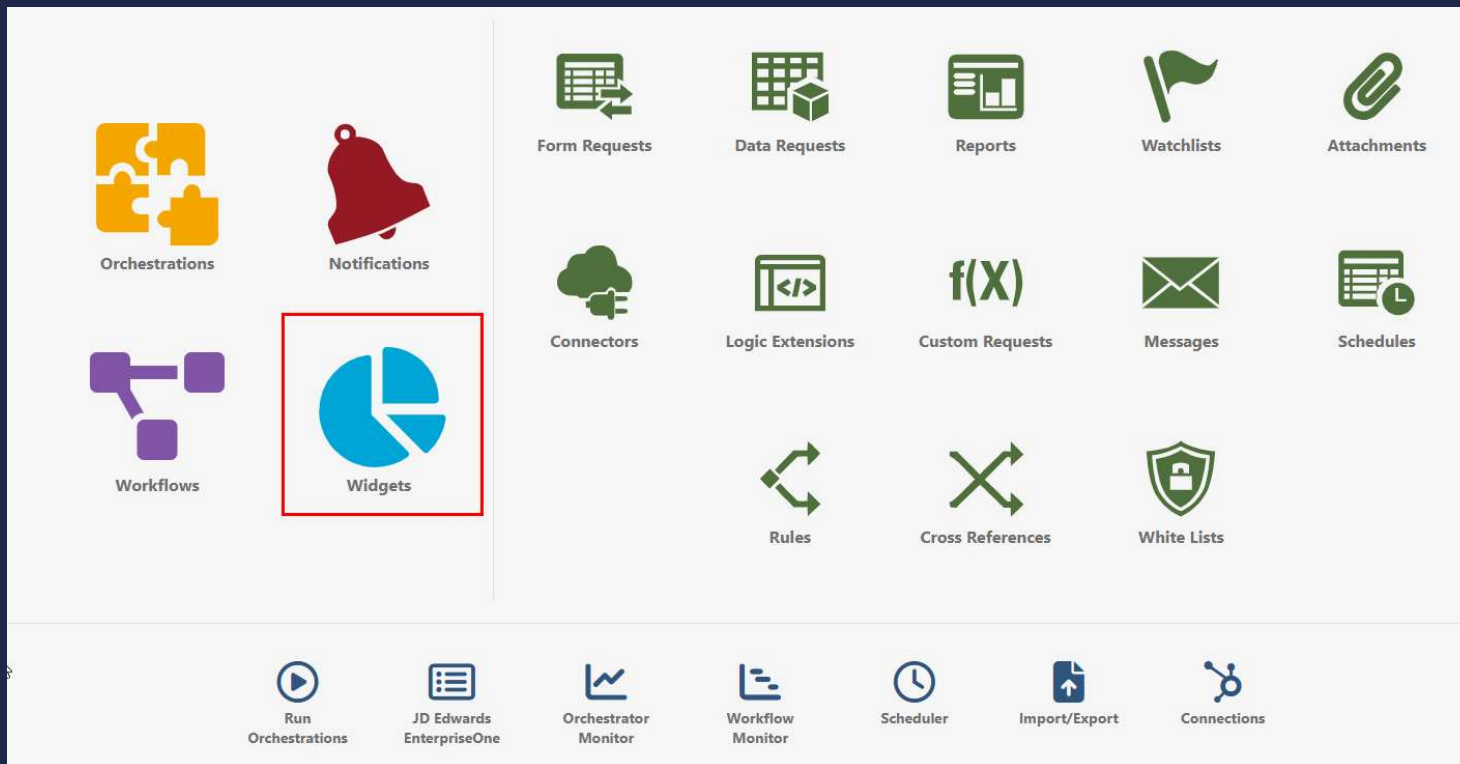 Form Requests
Data Requests
Reports
Watchlists
Attachments
Orchestrations
Notifications
Connectors
</>
Logic Extensions
f(X)
Custom Requests
Messages
Schedules
Workflows
Widgets
Rules
Cross References
White Lists
Run
Orchestrations
JD Edwards
EnterpriseOne
Orchestrator
Monitor
Workflow
Monitor
Scheduler
Import/Export
Connections